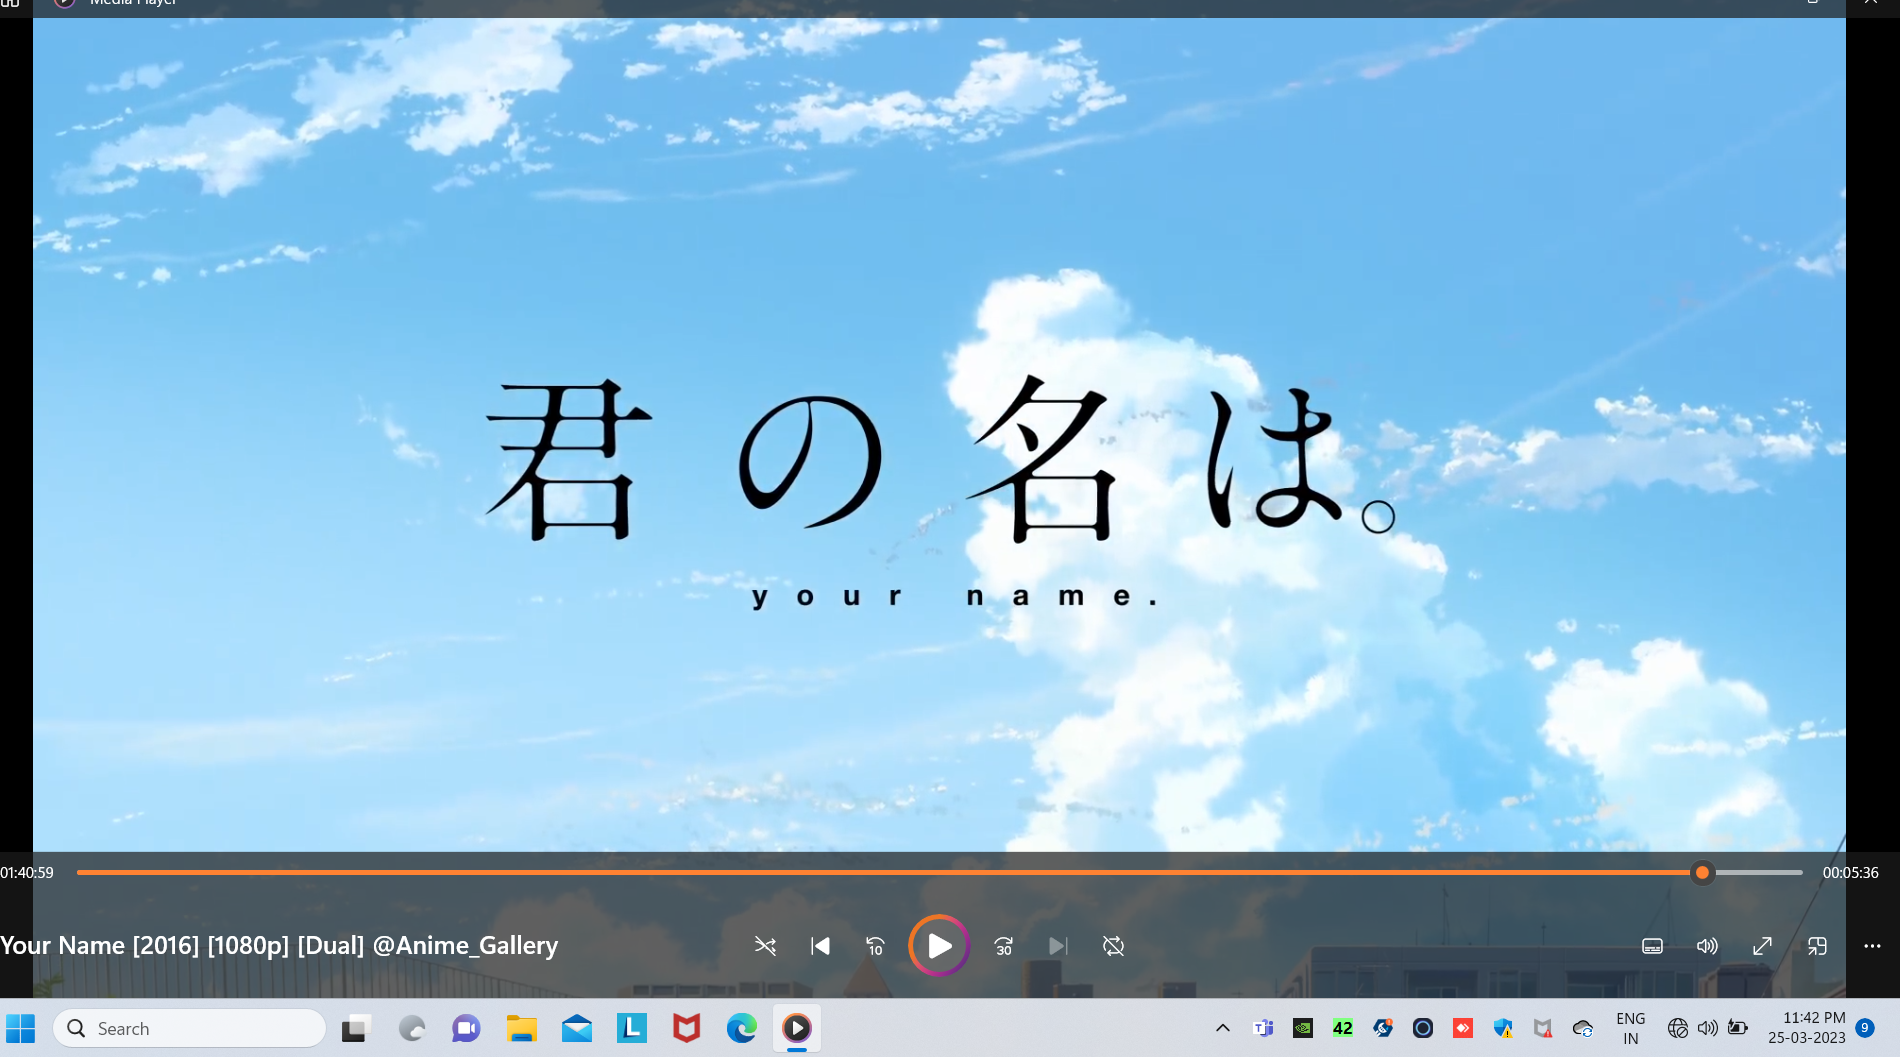 Media Player
君の名は。
your name.
01:40:59
00:05:36
Your Name [2016] [1080p] [Dual] @Anime_Gallery
10
30
Search
L
42
ENG
IN
11:42 PM
25-03-2023
9